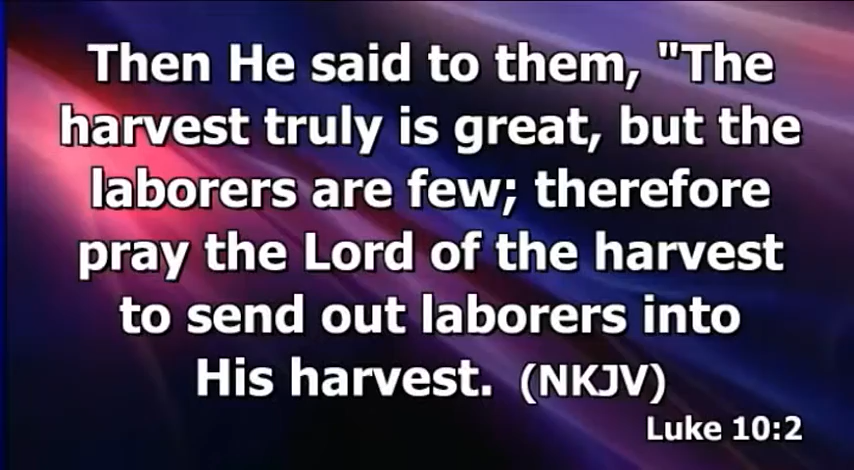 Then He said to them, "The
harvest truly is great, but the
laborers are few; therefore
pray the Lord of the harvest
to send out laborers into
His harvest. (NKJV)
Luke 10:2